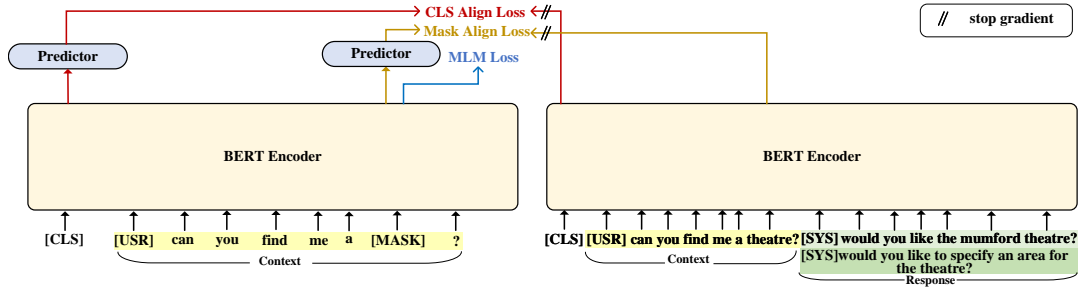 CLS Align Loss
// stop gradient
Mask Align Loss
Predictor
Predictor
MLM Loss
BERT Encoder
BERT Encoder
[CLS] [USR] can you find me a [MASK] ?
Context
[CLS] [USR] can you find me a theatre? [SYS] would you like the mumford theatre?
[SYS]would you like to specify an area for
the theatre?
Context
Response